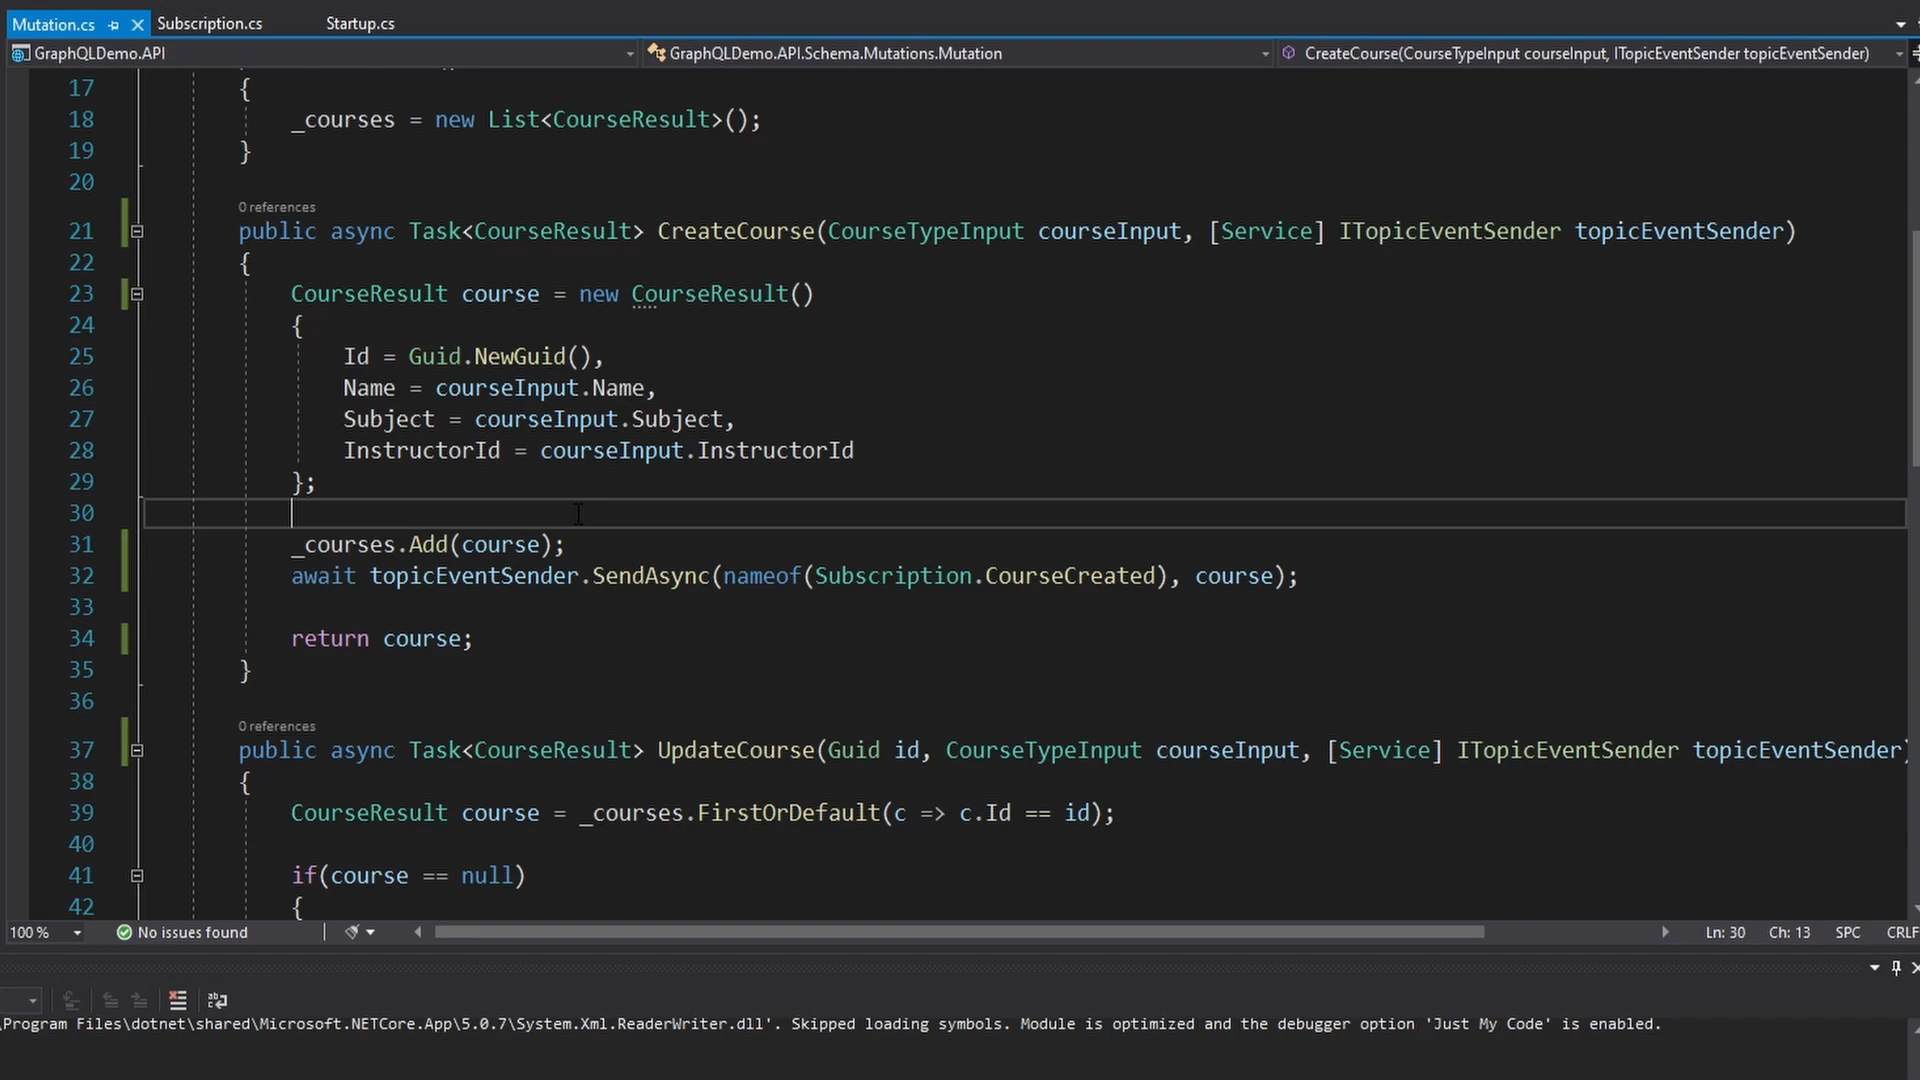 Mutation.cs Subscription.cs Startup.cs
GraphQLDemo.API GraphQLDemo.API.Schema.Mutations.Mutation CreateCourse(CourseTypeInput courseInput, ITopicEventSender topicEventSender)
17 {
18 _courses = new List<CourseResult>();
19 }
20
0 references
21 public async Task<CourseResult> CreateCourse(CourseTypeInput courseInput, [Service] ITopicEventSender topicEventSender)
22 {
23 CourseResult course = new CourseResult()
24 {
25 Id = Guid.NewGuid(),
26 Name = courseInput.Name,
27 Subject = courseInput.Subject,
28 InstructorId = courseInput.InstructorId
29 };
30
31 _courses.Add(course);
32 await topicEventSender.SendAsync(nameof(Subscription.CourseCreated), course);
33
34 return course;
35 }
36
0 references
37 public async Task<CourseResult> UpdateCourse(Guid id, CourseTypeInput courseInput, [Service] ITopicEventSender topicEventSender)
38 {
39 CourseResult course = _courses.FirstOrDefault(c => c.Id == id);
40
41 if(course == null)
42 {
100 % No issues found Ln: 30 Ch: 13 SPC CRLF
\Program Files\dotnet\shared\Microsoft.NETCore.App\5.0.7\System.Xml.ReaderWriter.dll'. Skipped loading symbols. Module is optimized and the debugger option 'Just My Code' is enabled.